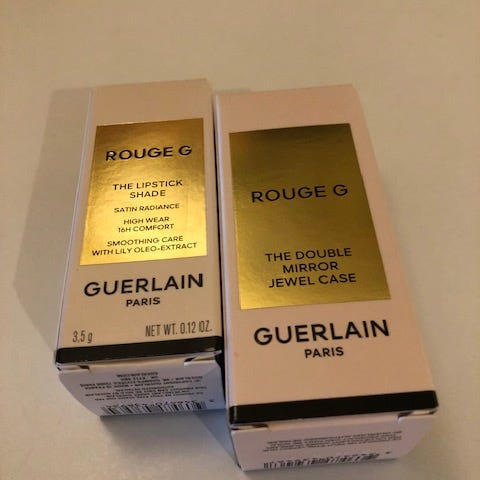 ROUGE G
THE LIPSTICK
SHADE
SATIN RADIANCE
HIGH WEAR
16H COMFORT
SMOOTHING CARE
WITH LILY OLEO-EXTRACT
GUERLAIN
PARIS
3,5 g NET WT. 0.12 OZ.
ROUGE G
THE DOUBLE
MIRROR
JEWEL CASE
GUERLAIN
PARIS